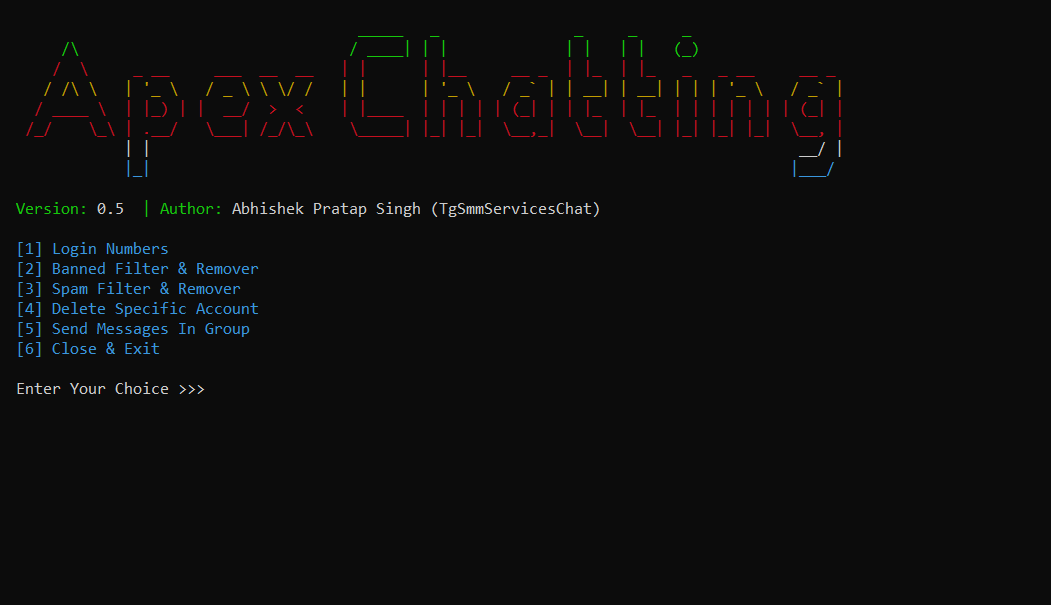 Apex Chatting
Version: 0.5 | Author: Abhishek Pratap Singh (TgSmmServicesChat)
[1] Login Numbers
[2] Banned Filter & Remover
[3] Spam Filter & Remover
[4] Delete Specific Account
[5] Send Messages In Group
[6] Close & Exit
Enter Your Choice >>>